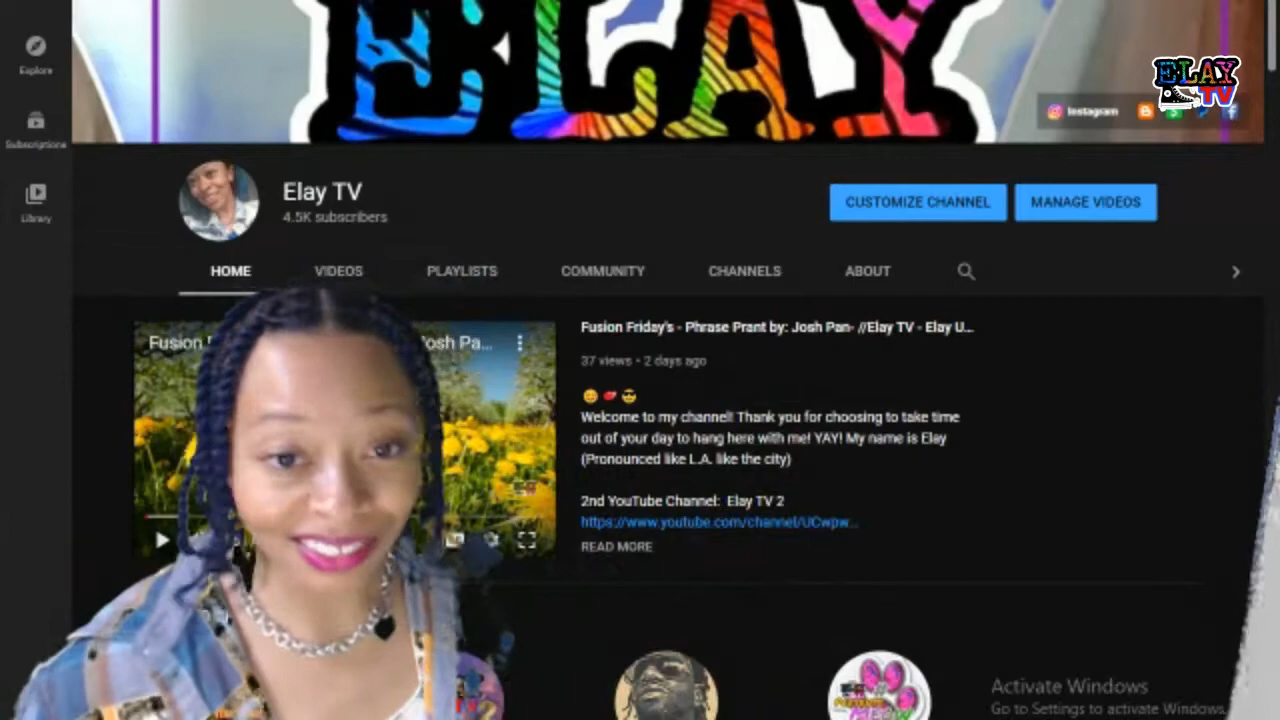 ELAY
ELAY
TV
Explore
Instagram
Subscriptions
Elay TV
4.5K subscribers
CUSTOMIZE CHANNEL
MANAGE VIDEOS
Library
HOME
VIDEOS
PLAYLISTS
COMMUNITY
CHANNELS
ABOUT
Fusion
Josh Pa...
Fusion Friday's - Phrase Prant by: Josh Pan- //Elay TV - Elay U...
37 views • 2 days ago
😊 💋 😎
Welcome to my channel! Thank you for choosing to take time
out of your day to hang here with me! YAY! My name is Elay
(Pronounced like L.A. like the city)
2nd YouTube Channel: Elay TV 2
https://www.youtube.com/channel/UCwpw...
READ MORE
Activate Windows
Go to Settings to activate Windows.